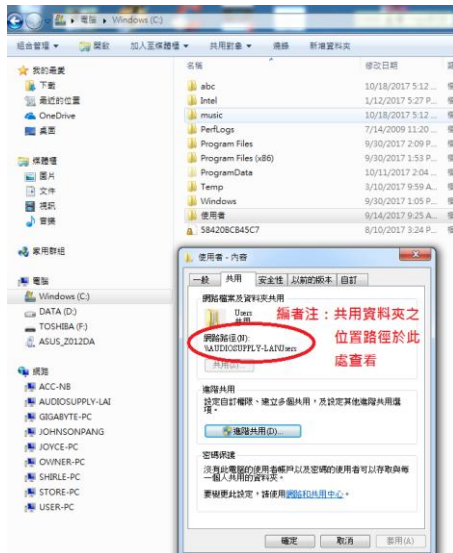 電腦 ▸ Windows (C:)
組合管理 ▼ 開啟 加入至媒體櫃 ▼ 共用對象 ▼ 燒錄 新增資料夾
名稱 修改日期
我的最愛
下載
最近的位置
OneDrive
桌面
媒體櫃
圖片
文件
視訊
音樂
家用群組
電腦
Windows (C:)
DATA (D:)
TOSHIBA (F:)
ASUS_Z012DA
網路
ACC-NB
AUDIOSUPPLY-LAI
GIGABYTE-PC
JOHNSONPANG
JOYCE-PC
OWNER-PC
SHIRLE-PC
STORE-PC
USER-PC
abc 10/18/2017 5:12 ...
Intel 1/12/2017 5:27 P...
music 10/18/2017 5:12 ...
PerfLogs 7/14/2009 11:20 ...
Program Files 9/30/2017 2:09 P...
Program Files (x86) 9/30/2017 1:53 P...
ProgramData 10/11/2017 2:04 ...
Temp 3/10/2017 9:59 A...
Windows 9/30/2017 1:05 P...
使用者 9/14/2017 9:25 A...
58420BCB45C7 8/10/2017 3:24 P...
使用者 - 內容
一般 共用 安全性 以前的版本 自訂
網路檔案及資料夾共用
Users
共用
編者注：共用資料夾之
位置路徑於此
處查看
網路路徑(N):
\\AUDIOSUPPLY-LAI\Users
共用(S)...
進階共用
設定自訂權限、建立多個共用，及設定其他進階共用選
項。
進階共用(D)...
密碼保護
沒有此電腦的使用者帳戶以及密碼的使用者可以存取與每
一個人共用的資料夾。
要變更此設定，請使用網路和共用中心。
確定 取消 套用(A)